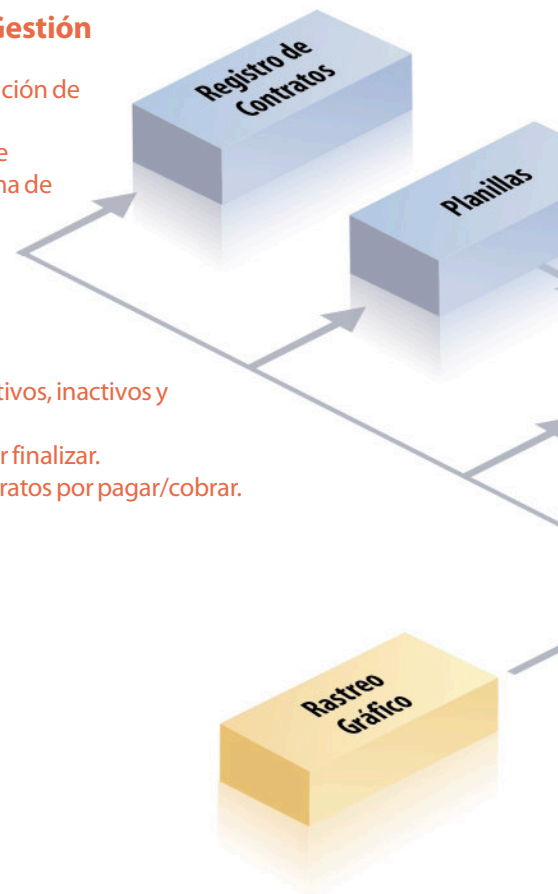 Gestión
ción de
e
na de
tivos, inactivos y
r finalizar.
ratos por pagar/cobrar.
Registro de
Contratos
Planillas
Rastreo
Gráfico